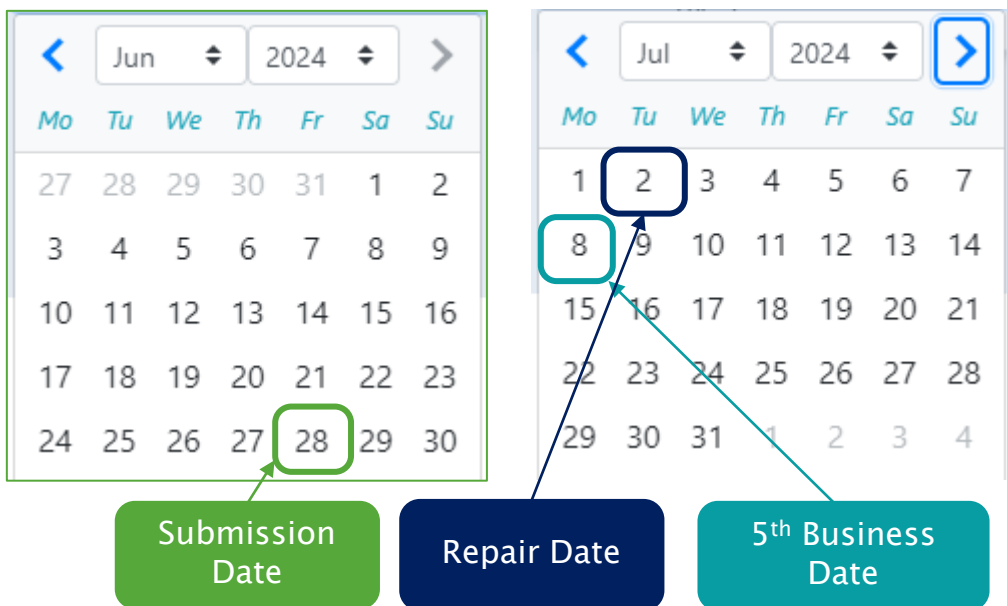 Jun 2024
Mo Tu We Th Fr Sa Su
27 28 29 30 31 1 2
3 4 5 6 7 8 9
10 11 12 13 14 15 16
17 18 19 20 21 22 23
24 25 26 27 28 29 30
Jul 2024
Mo Tu We Th Fr Sa Su
1 2 3 4 5 6 7
8 9 10 11 12 13 14
15 16 17 18 19 20 21
22 23 24 25 26 27 28
29 30 31 1 2 3 4
Submission
Date
Repair Date
5th Business
Date